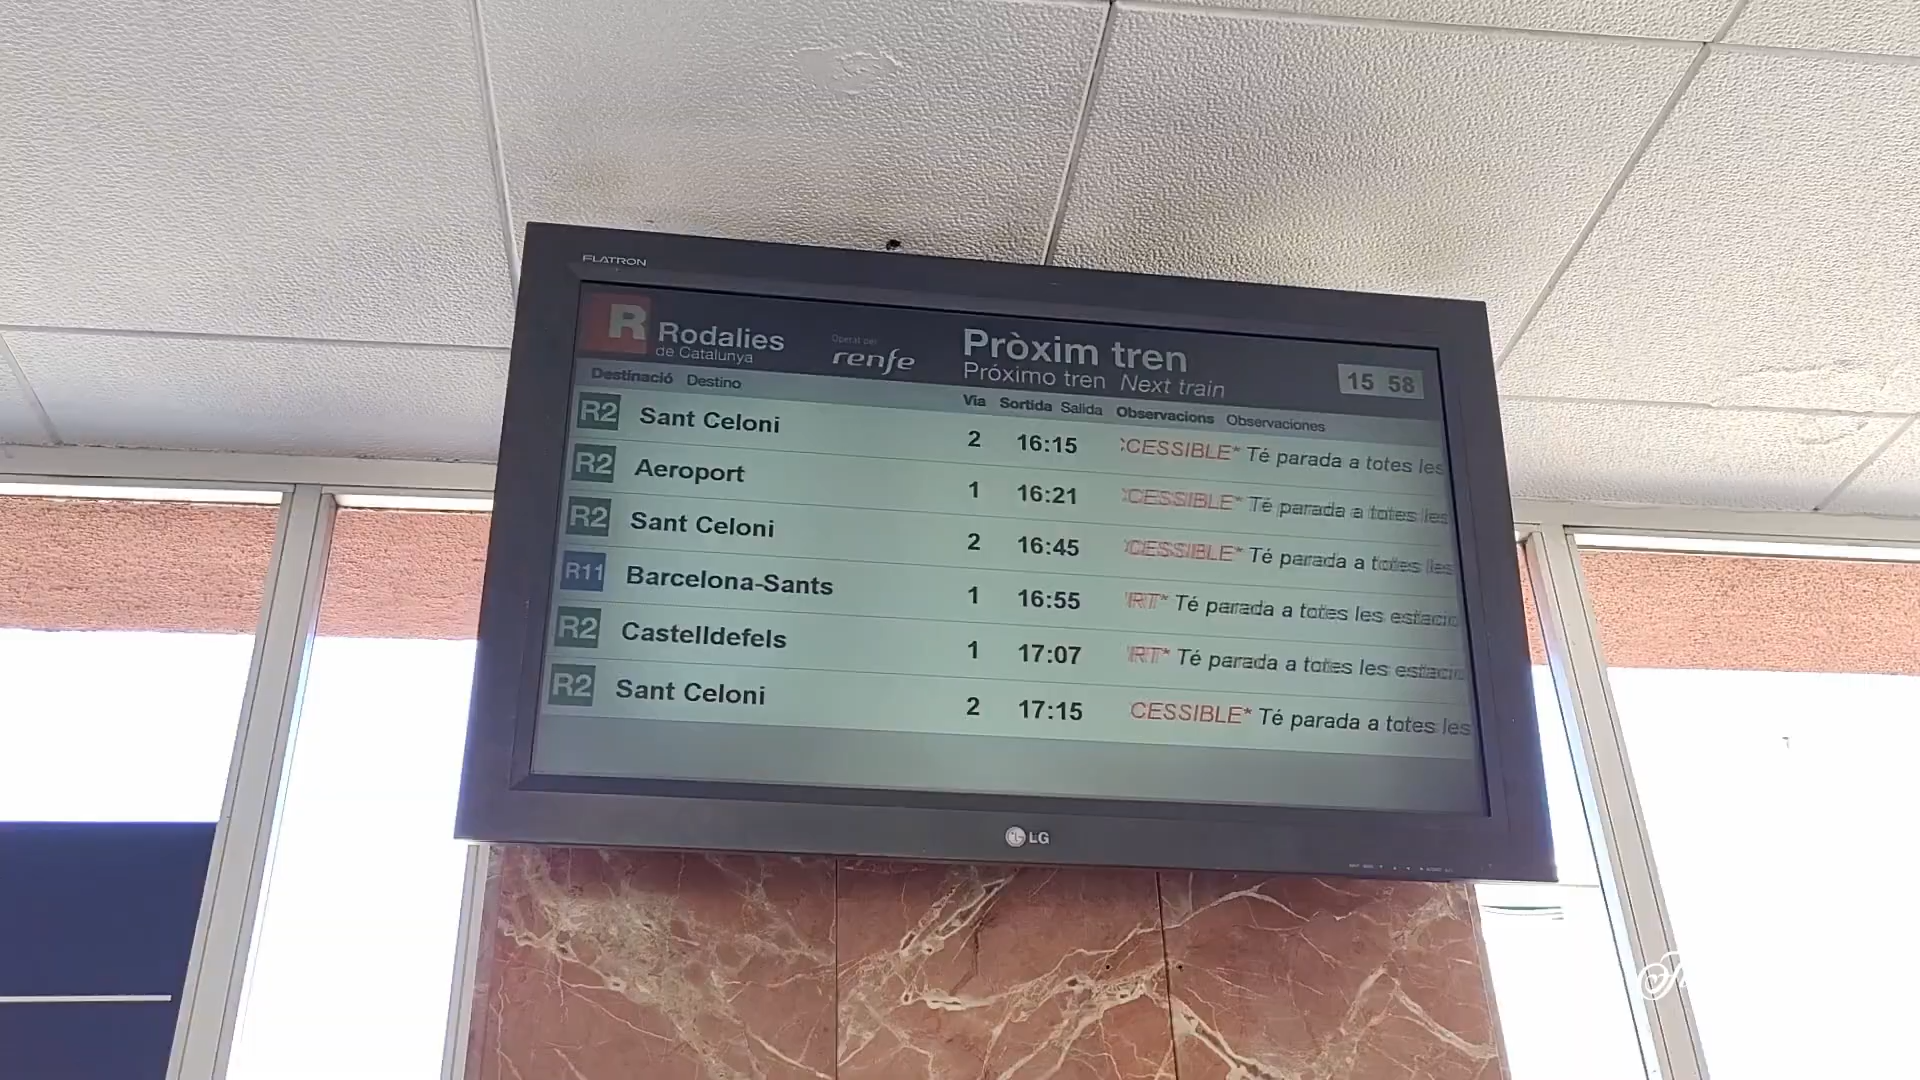 FLATRON
R Rodalies de Catalunya
Operat per renfe
Pròxim tren
Próximo tren Next train
15 58
Destinació Destino Via Sortida Salida Observacions Observaciones
R2 Sant Celoni 2 16:15 CESSIBLE* Té parada a totes les
R2 Aeroport 1 16:21 CESSIBLE* Té parada a totes les
R2 Sant Celoni 2 16:45 CESSIBLE* Té parada a totes les
R11 Barcelona-Sants 1 16:55 RT* Té parada a totes les estacio
R2 Castelldefels 1 17:07 RT* Té parada a totes les estacio
R2 Sant Celoni 2 17:15 CESSIBLE* Té parada a totes les
LG